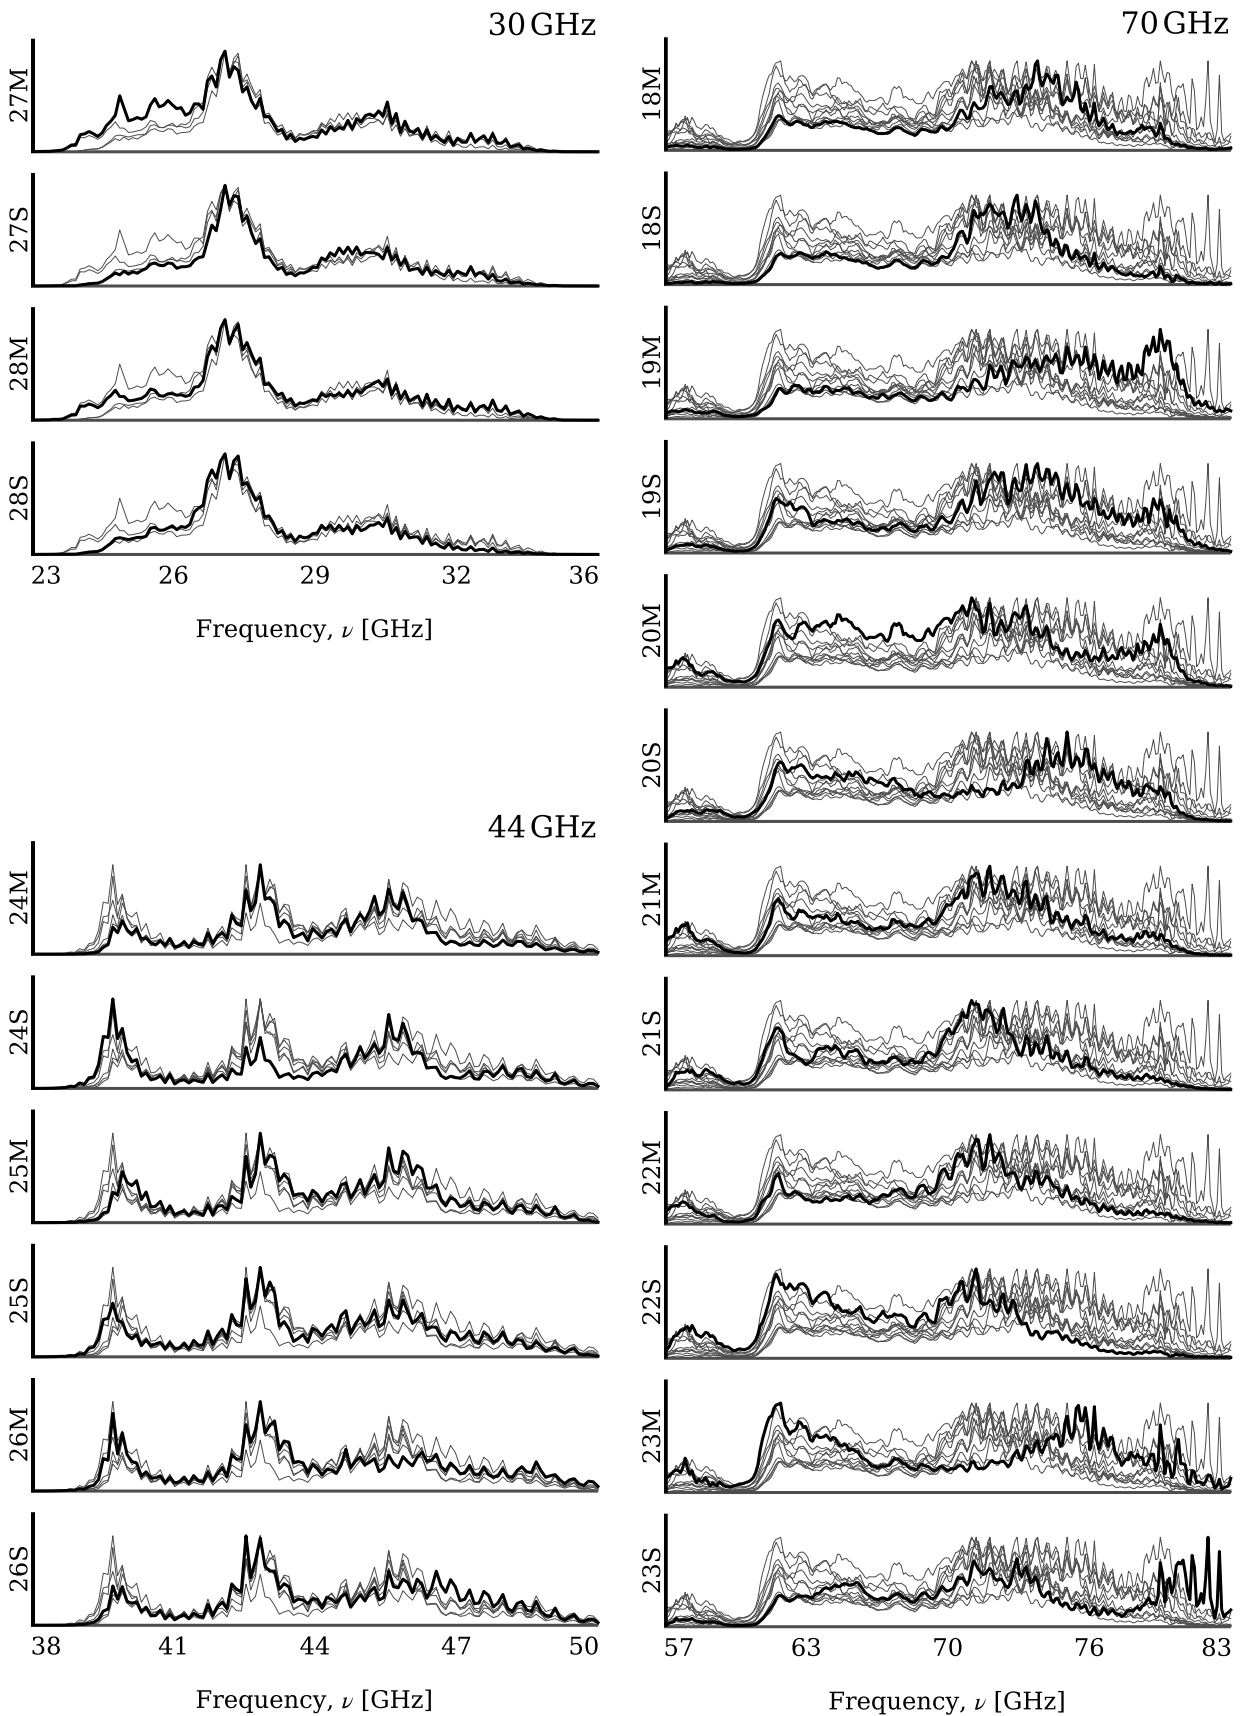 30 GHz
27M
27S
28M
28S
23 26 29 32 36
Frequency, ν [GHz]
44 GHz
24M
24S
25M
25S
26M
26S
38 41 44 47 50
Frequency, ν [GHz]
70 GHz
18M
18S
19M
19S
20M
20S
21M
21S
22M
22S
23M
23S
57 63 70 76 83
Frequency, ν [GHz]